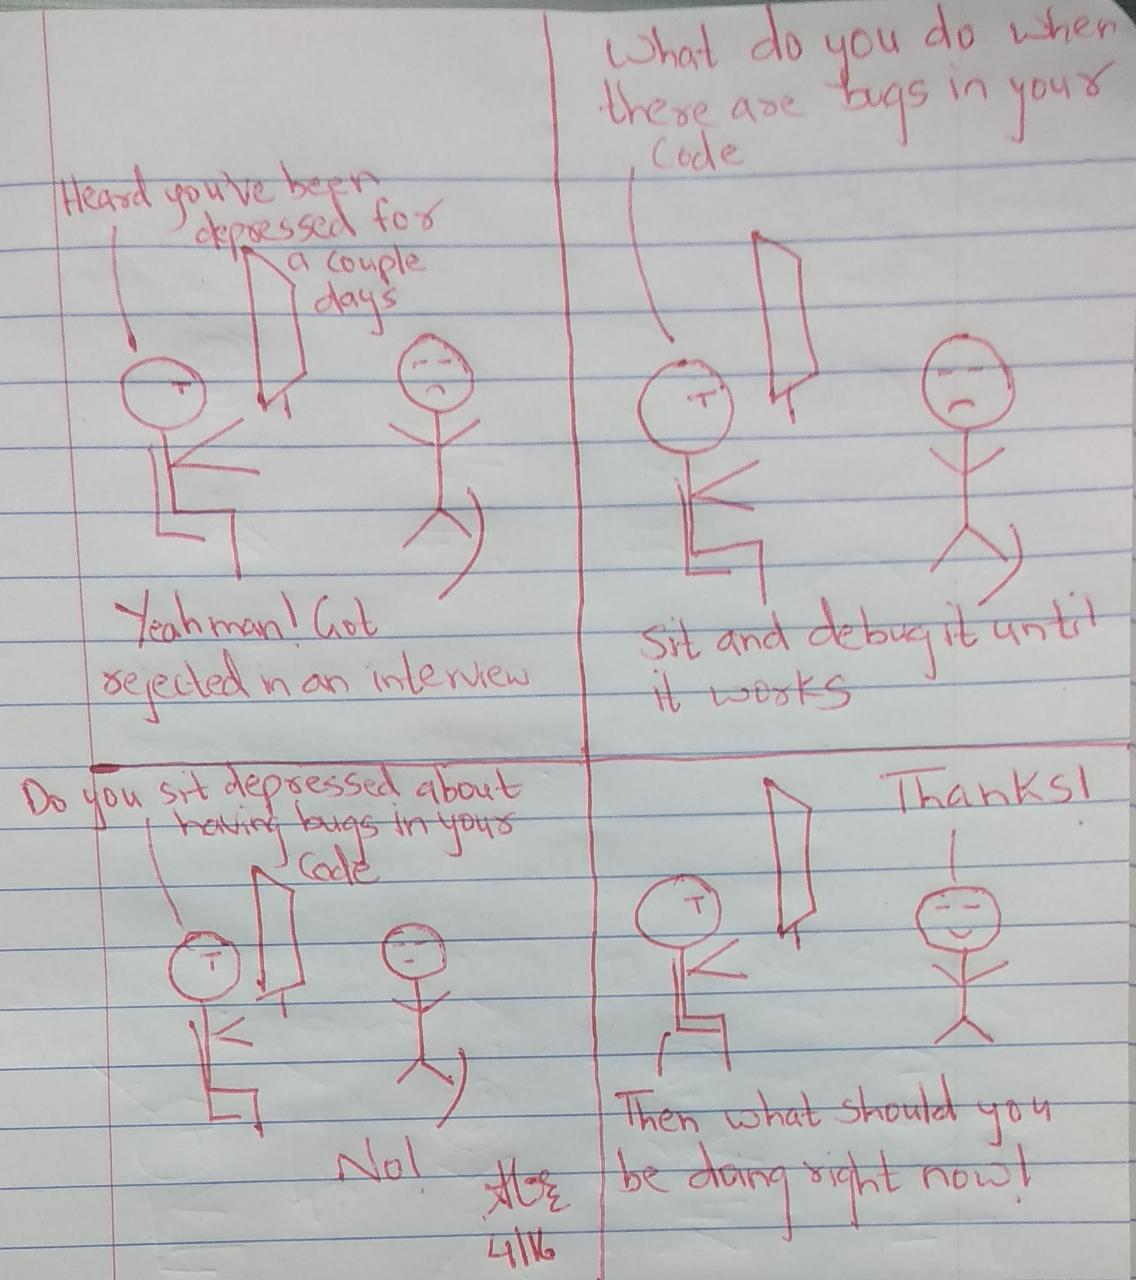 Heard you've been
depressed for
a couple
days
Yeah man! Got
rejected in an interview
What do you do when
there are bugs in your
code
Sit and debug it until
it works
Do you sit depressed about
having bugs in your
code
No!
4/16
Thanks!
Then what should you
be doing right now!